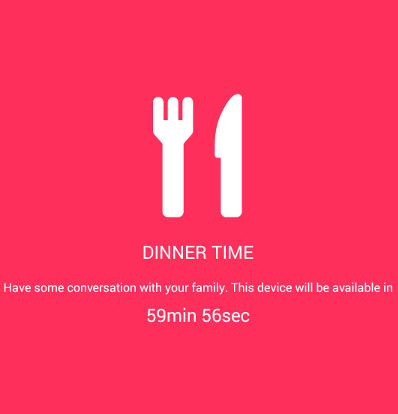 DINNER TIME
Have some conversation with your family. This device will be available in
59min 56sec